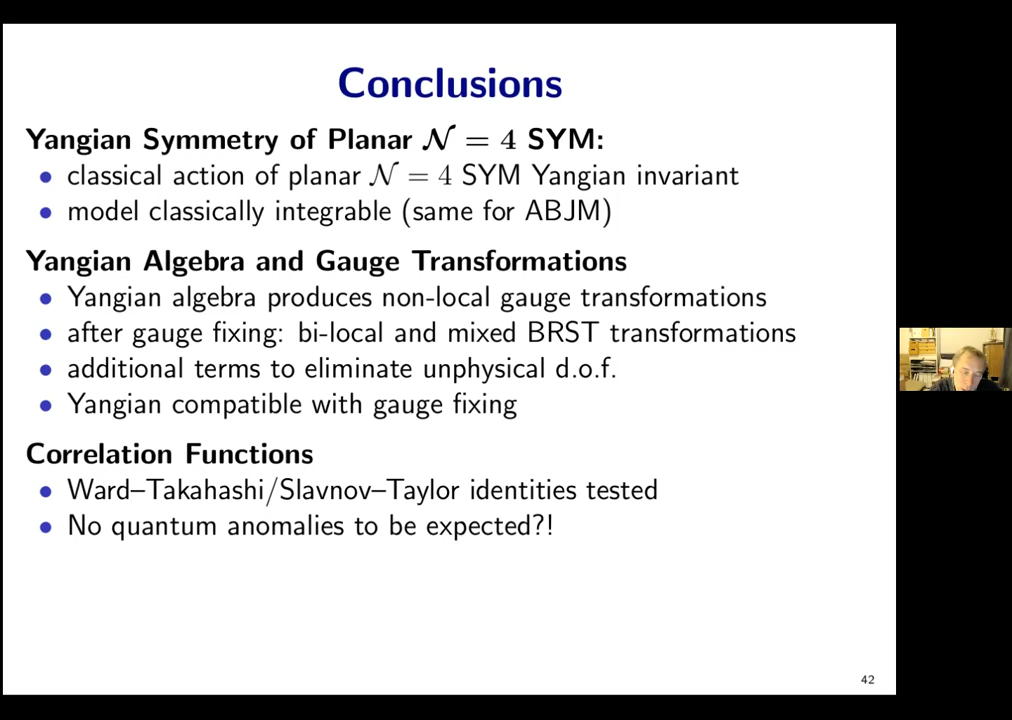 Conclusions
Yangian Symmetry of Planar 𝒩 = 4 SYM:
• classical action of planar 𝒩 = 4 SYM Yangian invariant
• model classically integrable (same for ABJM)
Yangian Algebra and Gauge Transformations
• Yangian algebra produces non-local gauge transformations
• after gauge fixing: bi-local and mixed BRST transformations
• additional terms to eliminate unphysical d.o.f.
• Yangian compatible with gauge fixing
Correlation Functions
• Ward–Takahashi/Slavnov–Taylor identities tested
• No quantum anomalies to be expected?!
42